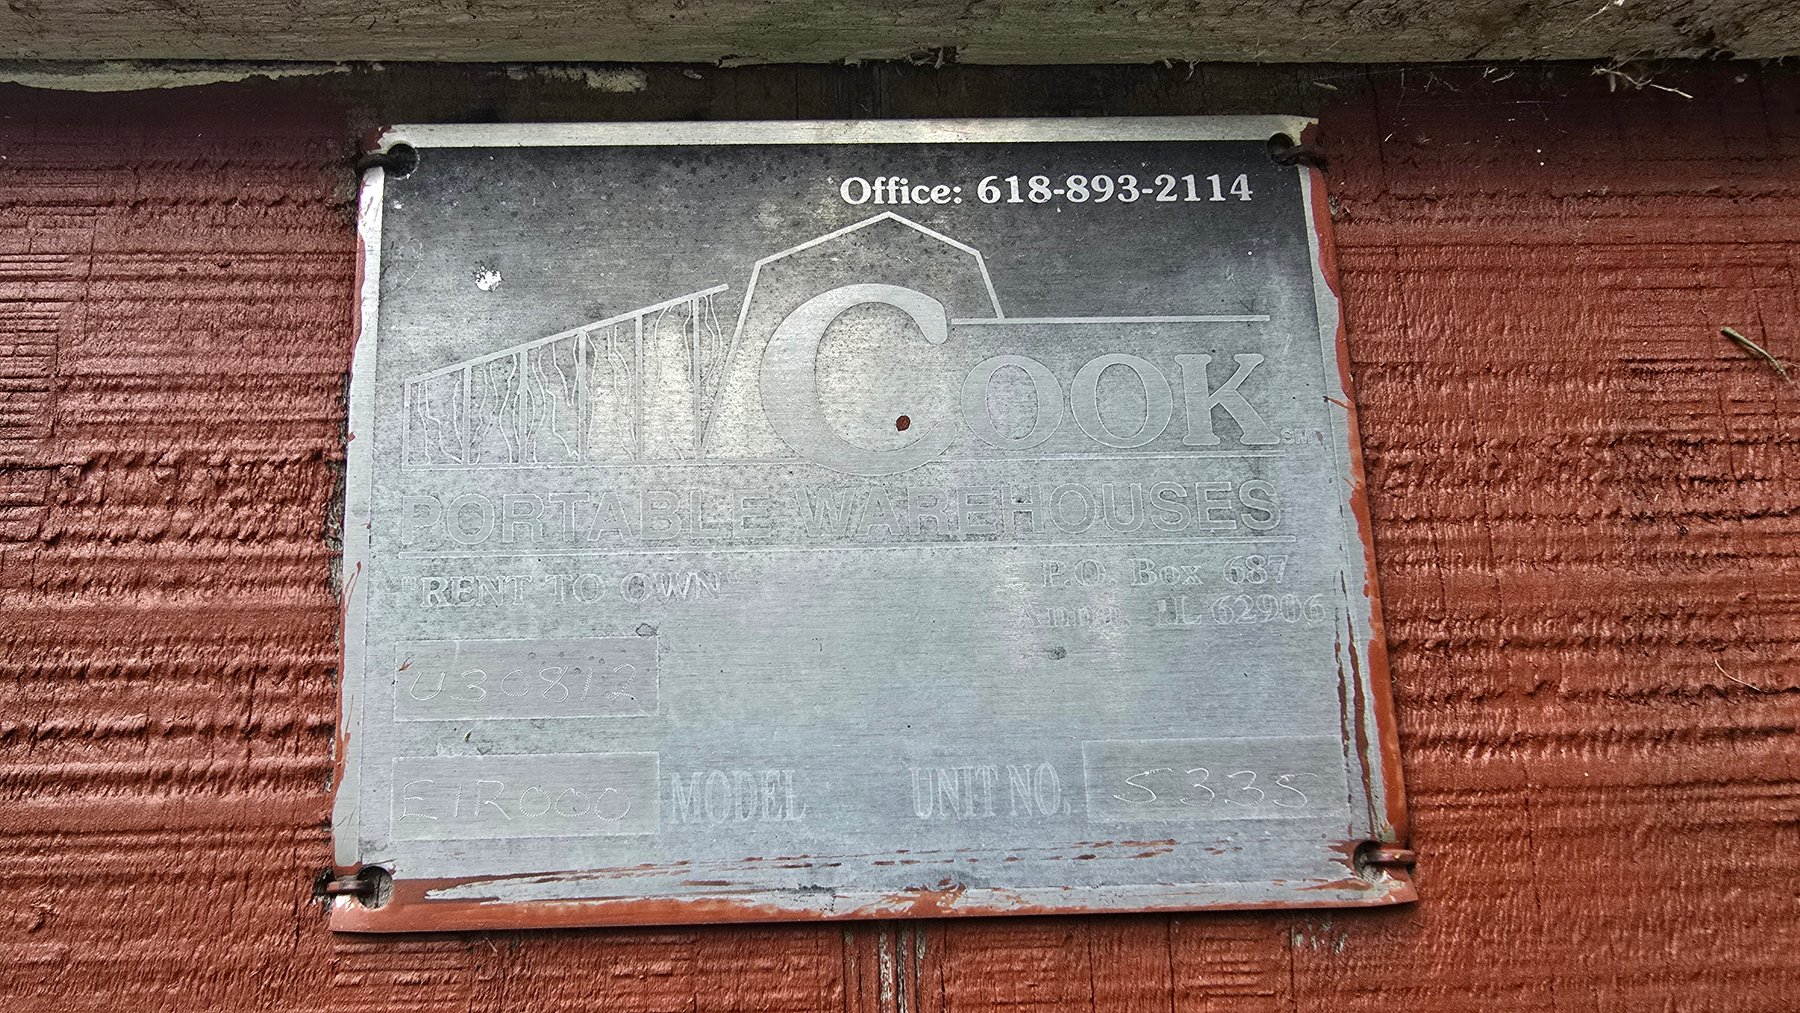 Office: 618-893-2114
COOK SM
PORTABLE WAREHOUSES
"RENT TO OWN"
P.O. Box 687
Anna, IL 62906
U30812
E1R000 MODEL UNIT NO. S335